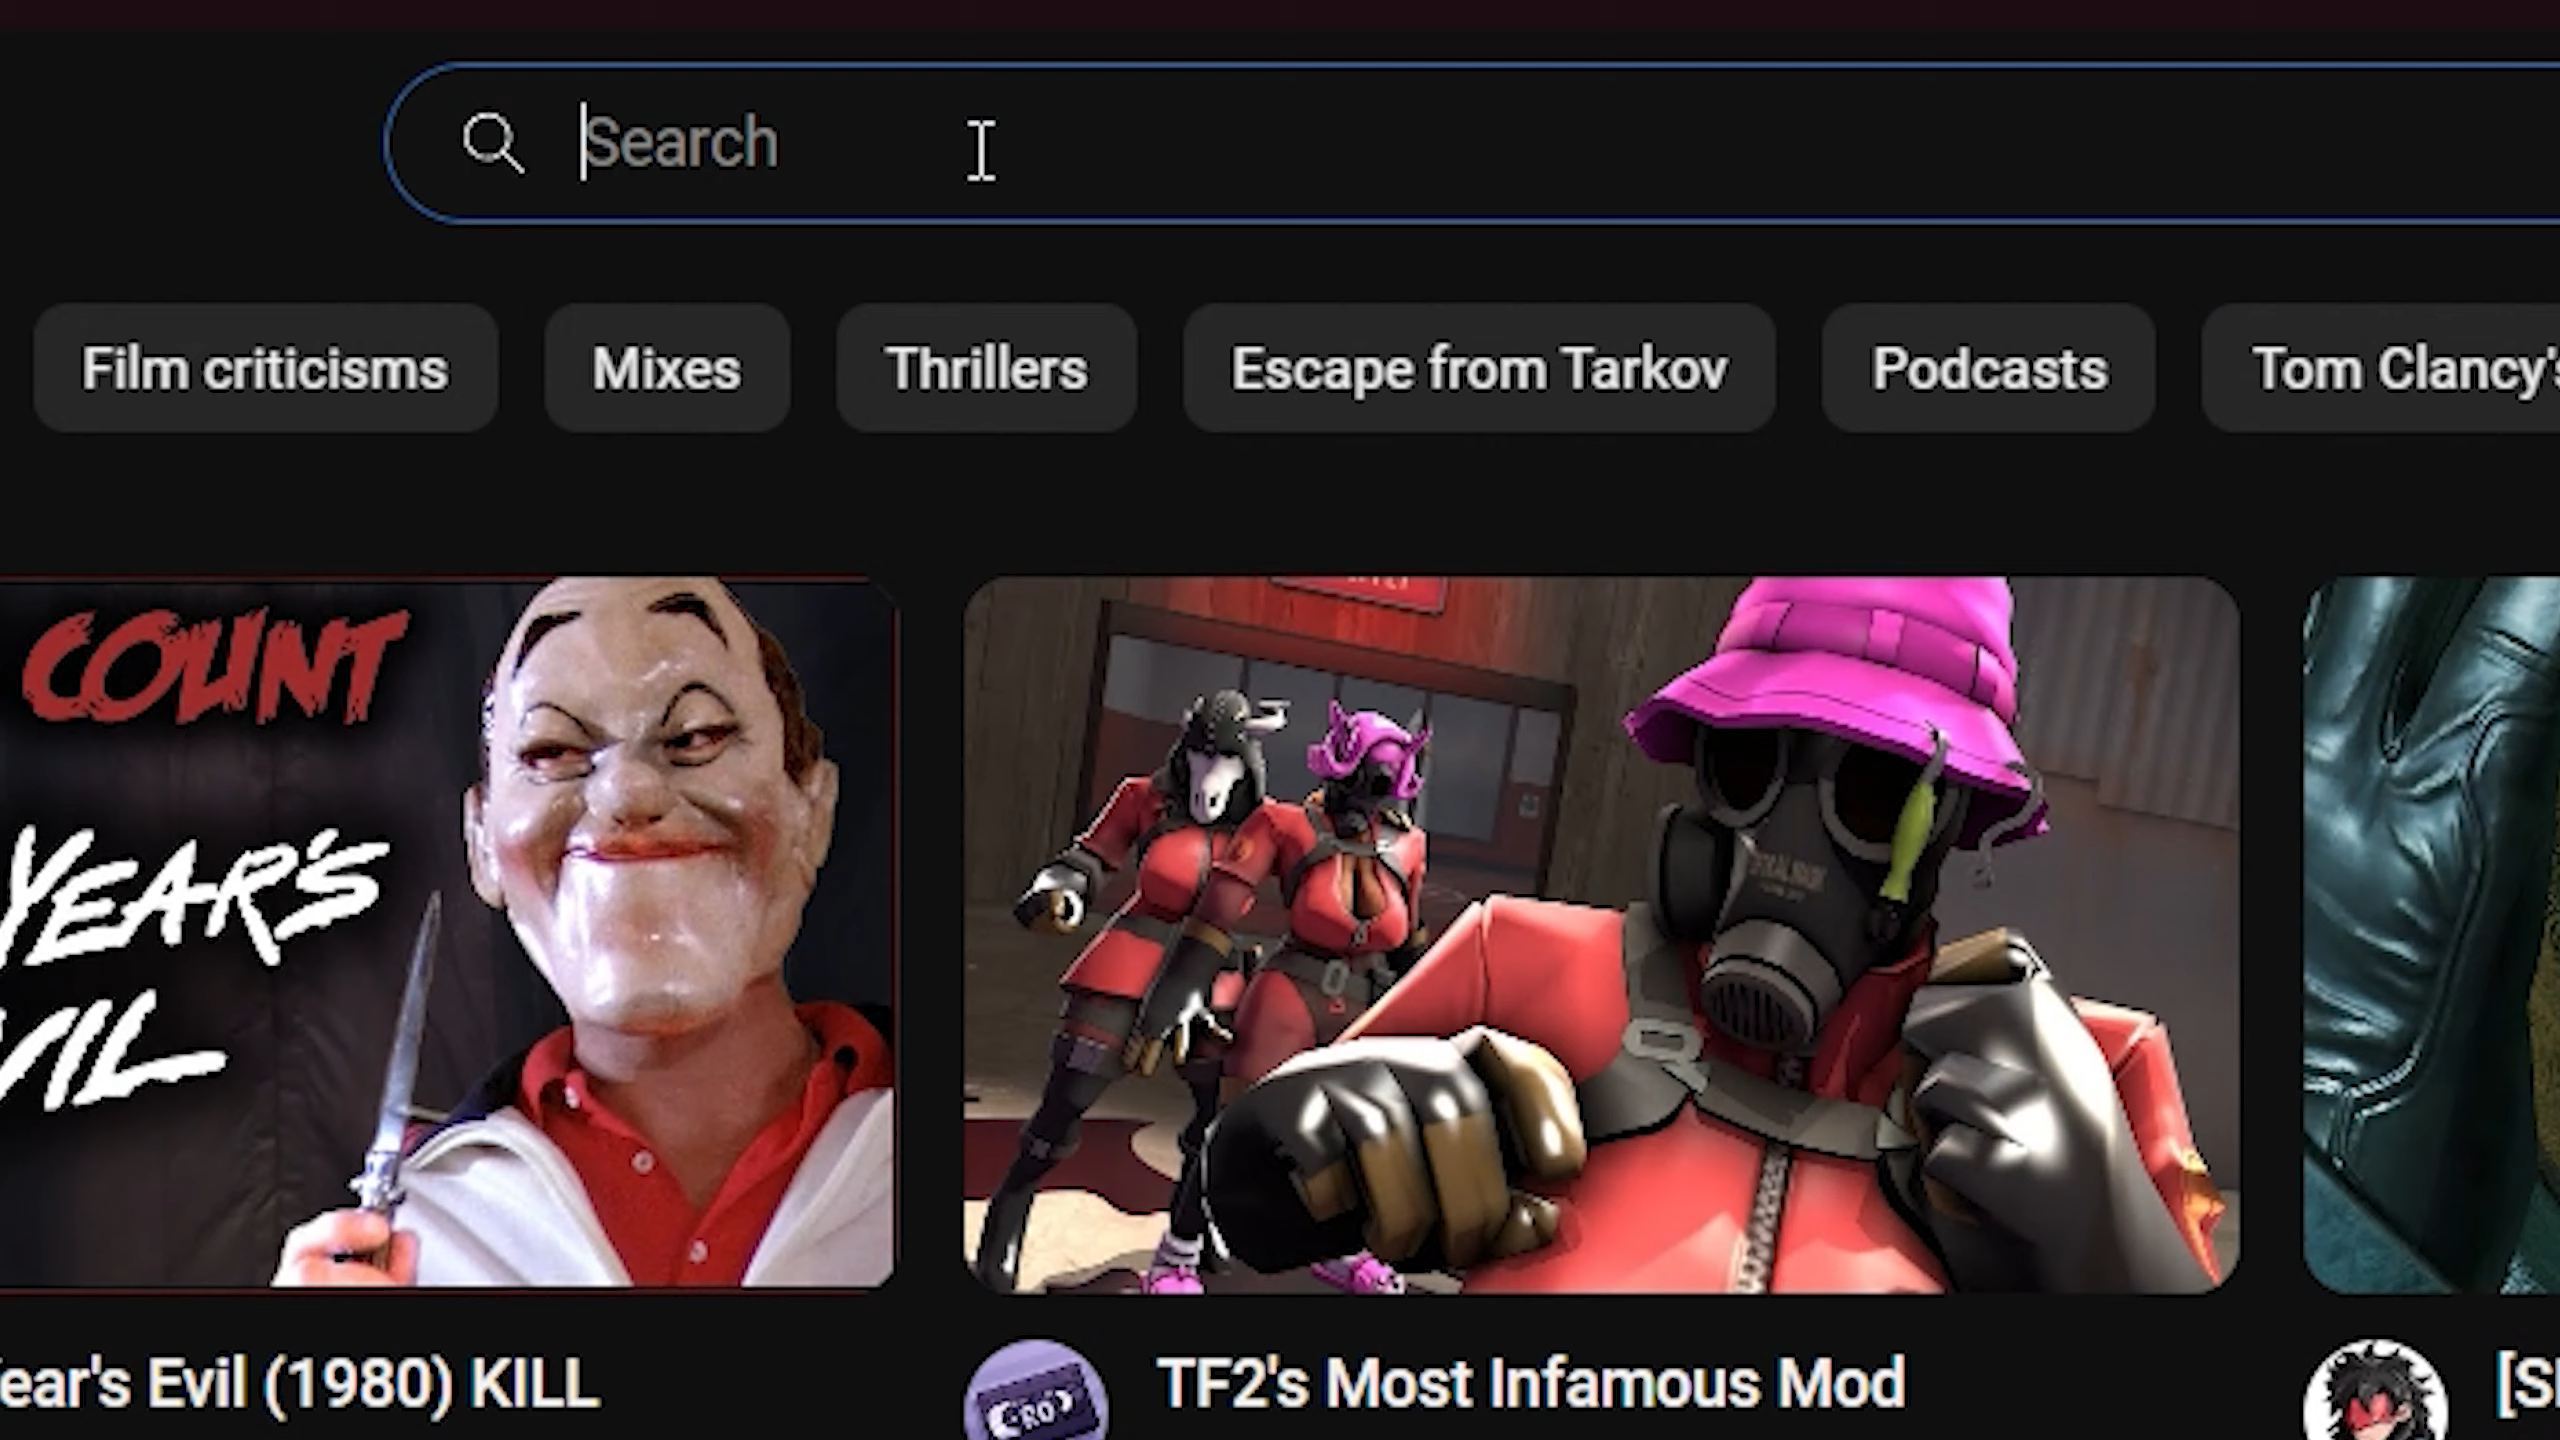 Search
Film criticisms
Mixes
Thrillers
Escape from Tarkov
Podcasts
Tom Clancy's
COUNT
YEAR'S
VIL
ear's Evil (1980) KILL
TF2's Most Infamous Mod